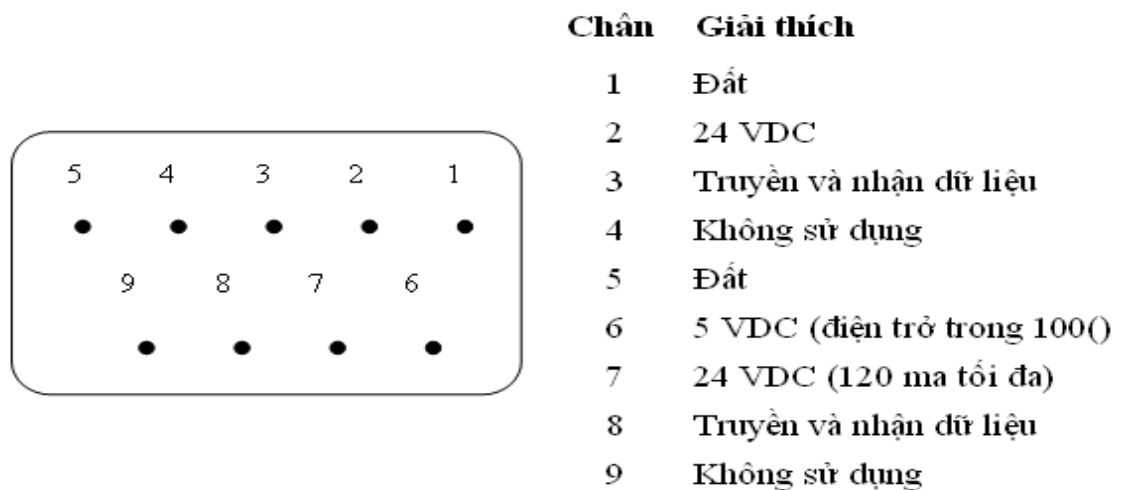 Chân Giải thích
1 Đất
2 24 VDC
3 Truyền và nhận dữ liệu
4 Không sử dụng
5 Đất
6 5 VDC (điện trở trong 100()
7 24 VDC (120 ma tối đa)
8 Truyền và nhận dữ liệu
9 Không sử dụng
5 4 3 2 1
9 8 7 6